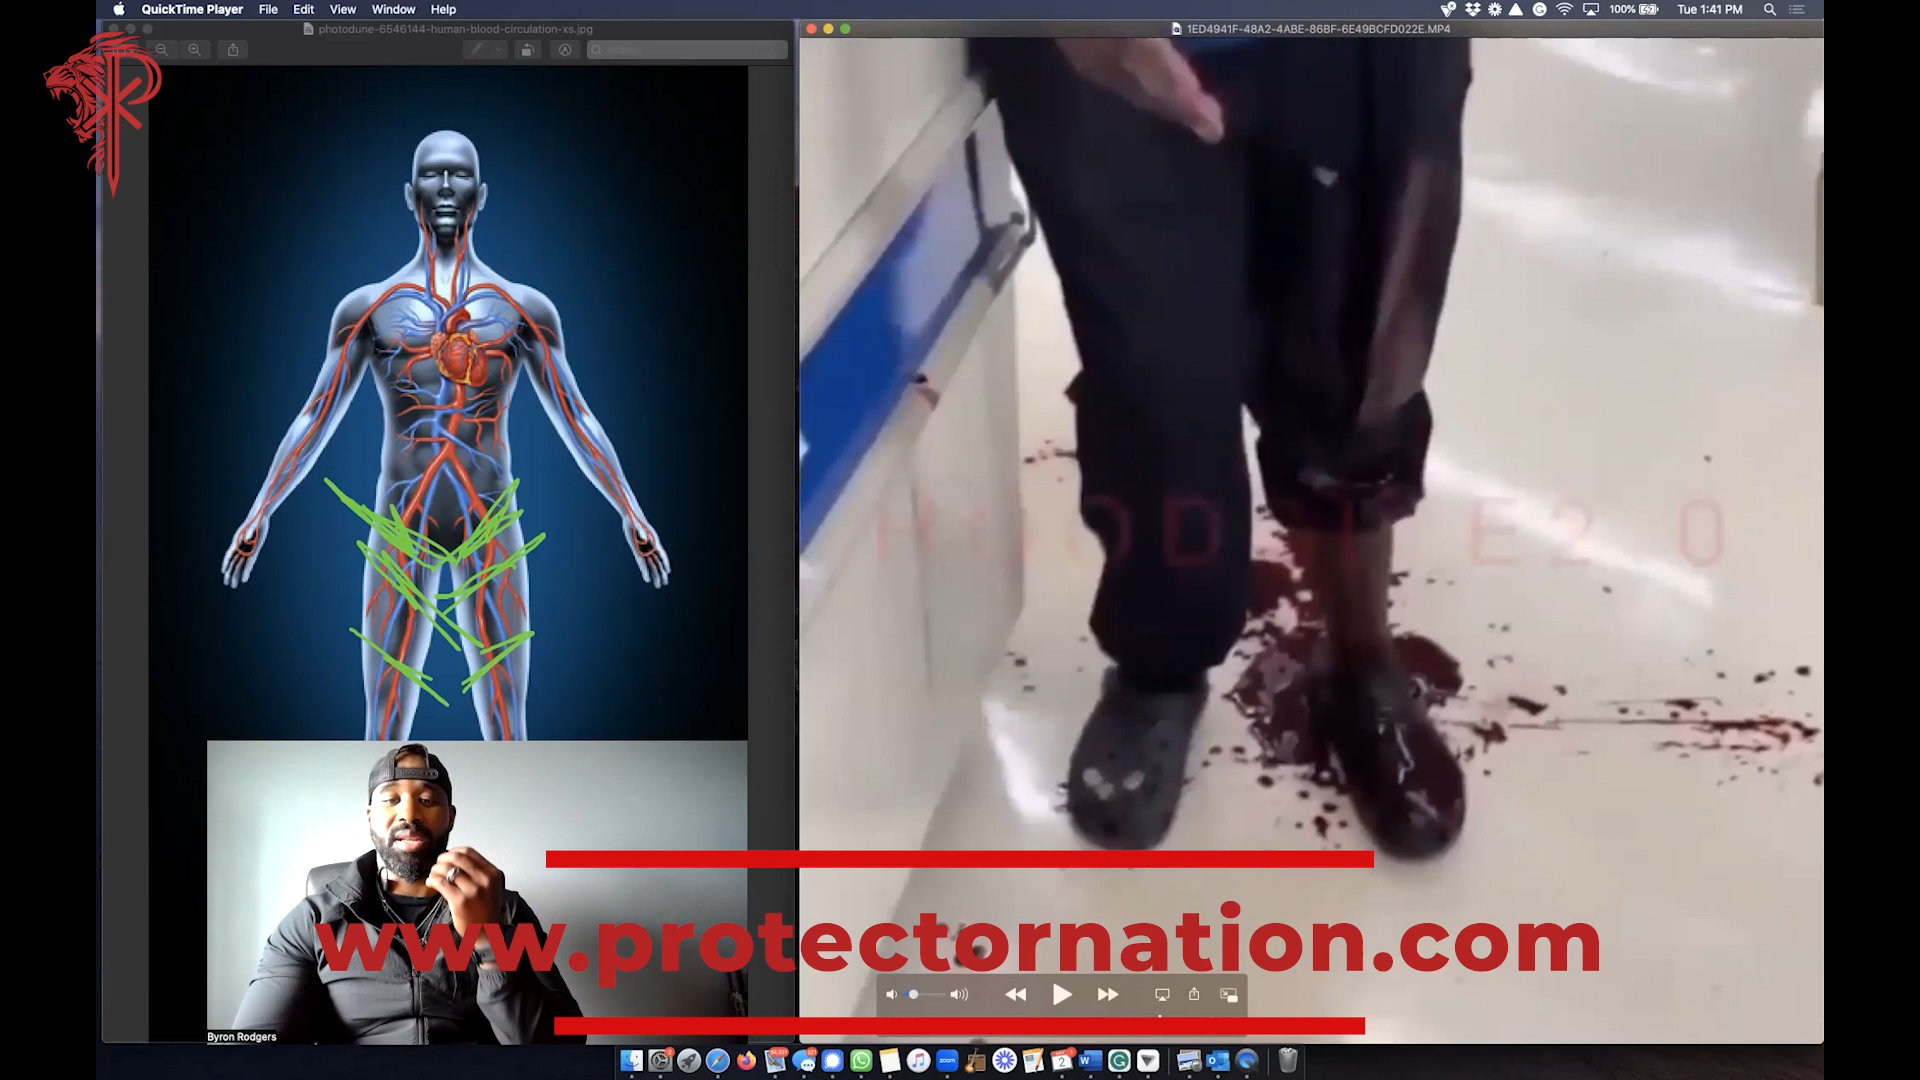 QuickTime Player File Edit View Window Help
100% Tue 1:41 PM
photodune-6546144-human-blood-circulation-xs.jpg
1ED4941F-48A2-4ABE-86BF-6E49BCFD022E.MP4
www.protectornation.com
Byron Rodgers
zoom